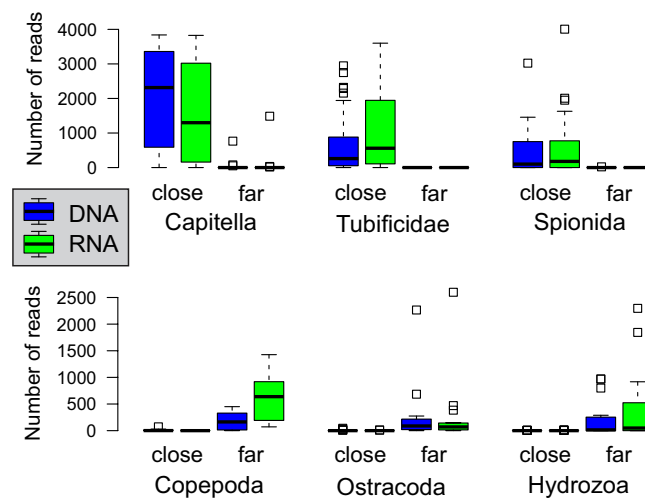 Number of reads
4000
3000
2000
1000
0
close far close far close far
Capitella Tubificidae Spionida
DNA
RNA
Number of reads
2500
2000
1500
1000
500
0
close far close far close far
Copepoda Ostracoda Hydrozoa